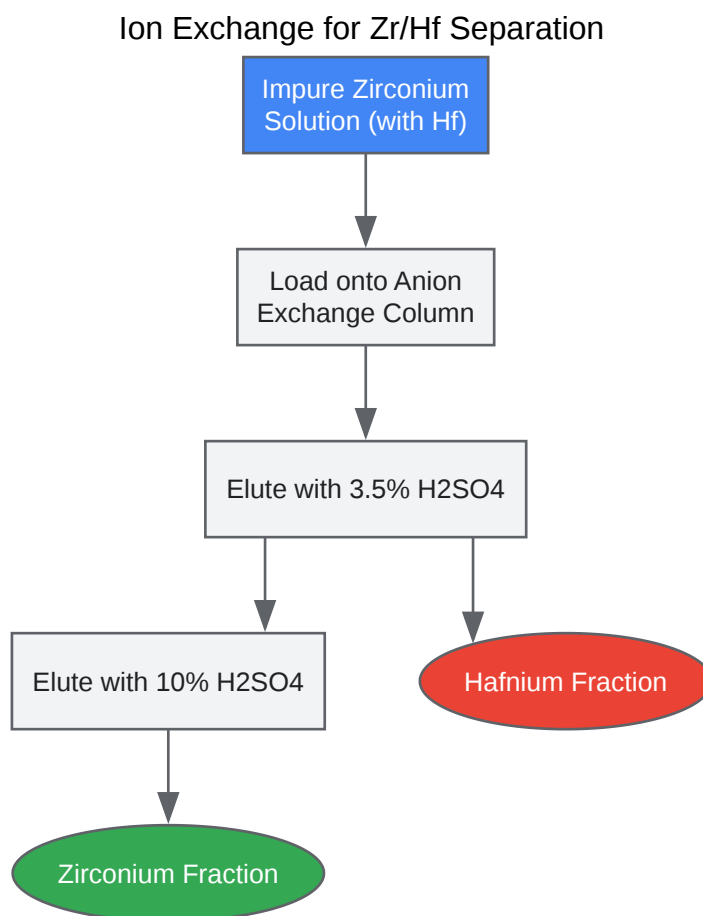 Ion Exchange for Zr/Hf Separation
Impure Zirconium
Solution (with Hf)
Load onto Anion
Exchange Column
Elute with 3.5% H2SO4
Elute with 10% H2SO4
Hafnium Fraction
Zirconium Fraction